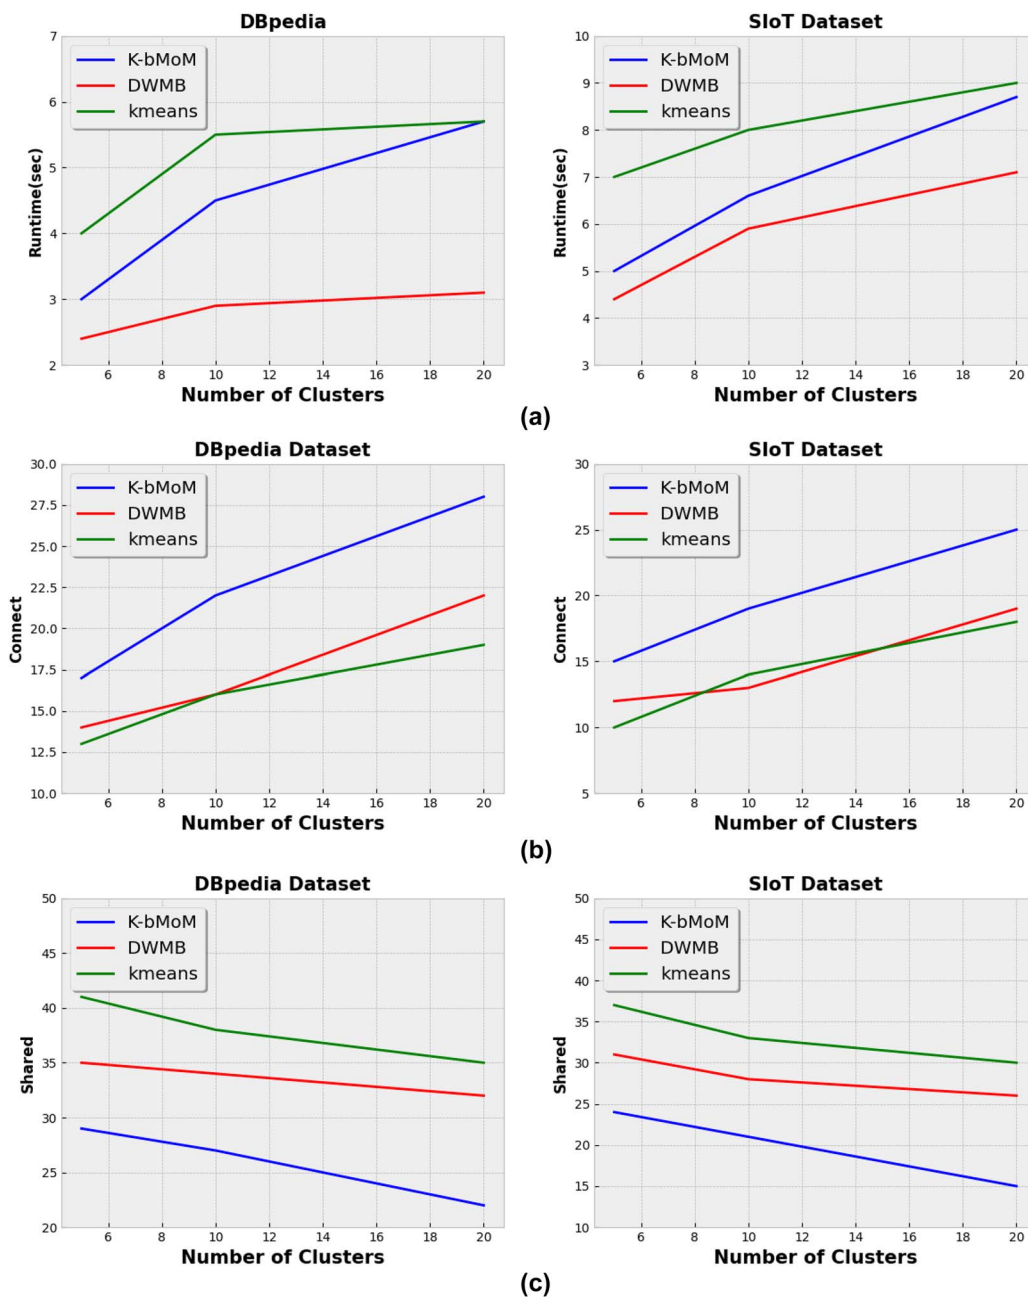 DBpedia
7
6
5
4
3
2
Runtime(sec)
K-bMoM
DWMB
kmeans
6 8 10 12 14 16 18 20
Number of Clusters
SIoT Dataset
10
9
8
7
6
5
4
3
Runtime(sec)
K-bMoM
DWMB
kmeans
6 8 10 12 14 16 18 20
Number of Clusters
(a)
DBpedia Dataset
30.0
27.5
25.0
22.5
20.0
17.5
15.0
12.5
10.0
Connect
K-bMoM
DWMB
kmeans
6 8 10 12 14 16 18 20
Number of Clusters
SIoT Dataset
30
25
20
15
10
5
Connect
K-bMoM
DWMB
kmeans
6 8 10 12 14 16 18 20
Number of Clusters
(b)
DBpedia Dataset
50
45
40
35
30
25
20
Shared
K-bMoM
DWMB
kmeans
6 8 10 12 14 16 18 20
Number of Clusters
SIoT Dataset
50
45
40
35
30
25
20
15
10
Shared
K-bMoM
DWMB
kmeans
6 8 10 12 14 16 18 20
Number of Clusters
(c)